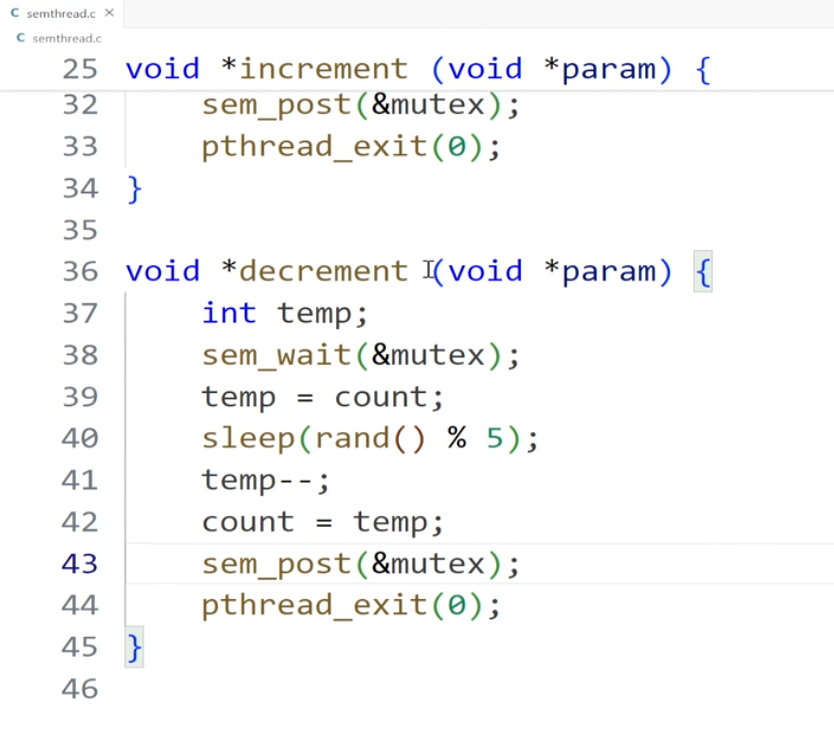 C semthread.c ×
C semthread.c
25 void *increment (void *param) {
32 sem_post(&mutex);
33 pthread_exit(0);
34 }
35
36 void *decrement (void *param) {
37 int temp;
38 sem_wait(&mutex);
39 temp = count;
40 sleep(rand() % 5);
41 temp--;
42 count = temp;
43 sem_post(&mutex);
44 pthread_exit(0);
45 }
46